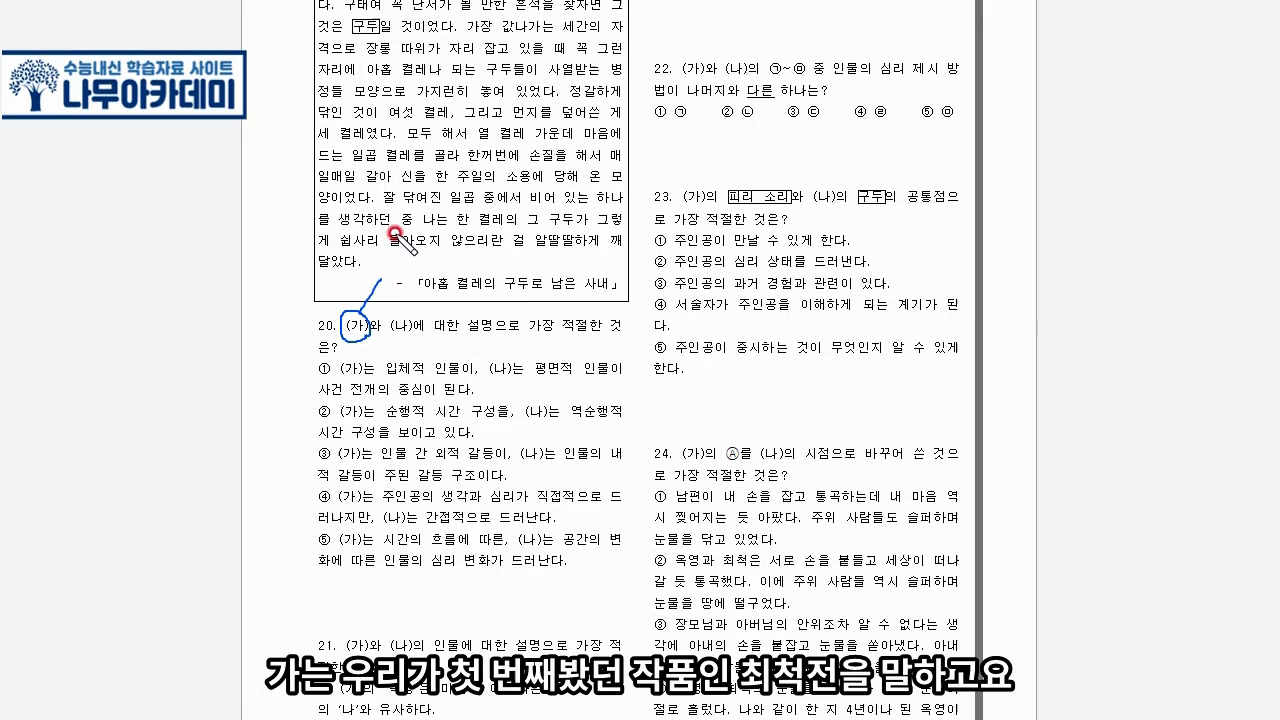 다. 구태여 꼭 단서가 될 만한 흔적을 찾자면 그
것은 구두일 것이었다. 가장 값나가는 세간의 자
격으로 장롱 따위가 자리 잡고 있을 때 꼭 그런
자리에 아홉 켤레나 되는 구두들이 사열받는 병
정들 모양으로 가지런히 놓여 있었다. 정갈하게
닦인 것이 여섯 켤레, 그리고 먼지를 덮어쓴 게
세 켤레였다. 모두 해서 열 켤레 가운데 마음에
드는 일곱 켤레를 골라 한꺼번에 손질을 해서 매
일매일 갈아 신을 한 주일의 소용에 당해 온 모
양이었다. 잘 닦여진 일곱 중에서 비어 있는 하나
를 생각하던 중 나는 한 켤레의 그 구두가 그렇
게 쉽사리 돌아오지 않으리란 걸 알딸딸하게 깨
달았다.
- 「아홉 켤레의 구두로 남은 사내」
수능내신 학습자료 사이트
나무아카데미
20. (가)와 (나)에 대한 설명으로 가장 적절한 것
은?
① (가)는 입체적 인물이, (나)는 평면적 인물이
사건 전개의 중심이 된다.
② (가)는 순행적 시간 구성을, (나)는 역순행적
시간 구성을 보이고 있다.
③ (가)는 인물 간 외적 갈등이, (나)는 인물의 내
적 갈등이 주된 갈등 구조이다.
④ (가)는 주인공의 생각과 심리가 직접적으로 드
러나지만, (나)는 간접적으로 드러난다.
⑤ (가)는 시간의 흐름에 따른, (나)는 공간의 변
화에 따른 인물의 심리 변화가 드러난다.
21. (가)와 (나)의 인물에 대한 설명으로 가장 적
의 '나'와 유사하다.
22. (가)와 (나)의 ㉠~㉤ 중 인물의 심리 제시 방
법이 나머지와 다른 하나는?
① ㉠ ② ㉡ ③ ㉢ ④ ㉣ ⑤ ㉤
23. (가)의 피리 소리와 (나)의 구두의 공통점으
로 가장 적절한 것은?
① 주인공이 만날 수 있게 한다.
② 주인공의 심리 상태를 드러낸다.
③ 주인공의 과거 경험과 관련이 있다.
④ 서술자가 주인공을 이해하게 되는 계기가 된
다.
⑤ 주인공이 중시하는 것이 무엇인지 알 수 있게
한다.
24. (가)의 Ⓐ를 (나)의 시점으로 바꾸어 쓴 것으
로 가장 적절한 것은?
① 남편이 내 손을 잡고 통곡하는데 내 마음 역
시 찢어지는 듯 아팠다. 주위 사람들도 슬퍼하며
눈물을 닦고 있었다.
② 옥영과 최척은 서로 손을 붙들고 세상이 떠나
갈 듯 통곡했다. 이에 주위 사람들 역시 슬퍼하며
눈물을 땅에 떨구었다.
③ 장모님과 아버님의 안위조차 알 수 없다는 생
각에 아내의 손을 붙잡고 눈물을 쏟아냈다. 아내
절로 흘렀다. 나와 같이 한 지 4년이나 된 옥영이
가는 우리가 첫 번째봤던 작품인 최척전을 말하고요